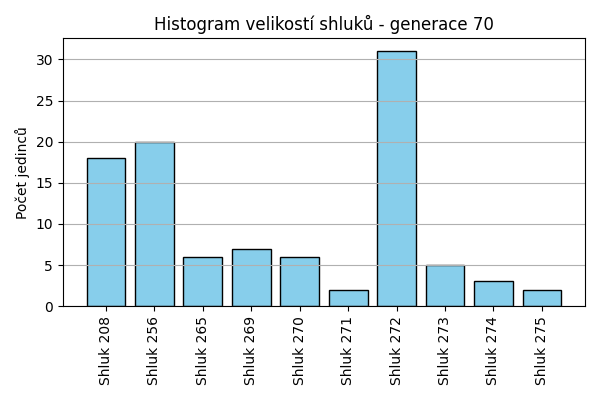 Histogram velikostí shluků - generace 70
Počet jedinců
30
25
20
15
10
5
0
Shluk 208
Shluk 256
Shluk 265
Shluk 269
Shluk 270
Shluk 271
Shluk 272
Shluk 273
Shluk 274
Shluk 275